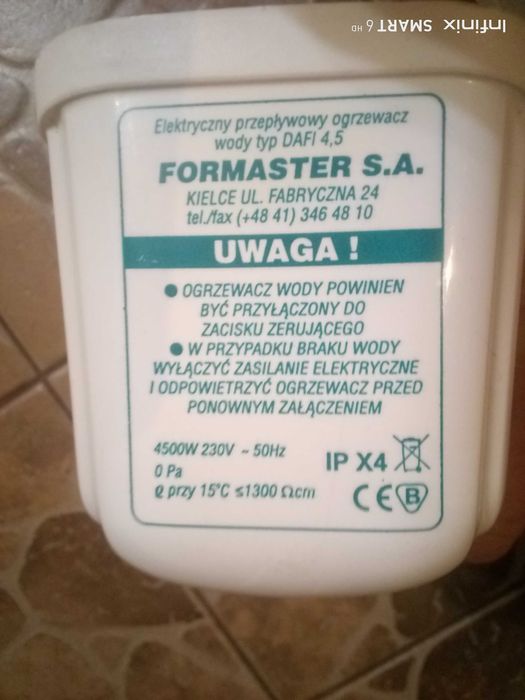 Infinix SMART 6 HD
Elektryczny przepływowy ogrzewacz
wody typ DAFI 4,5
FORMASTER S.A.
KIELCE UL. FABRYCZNA 24
tel./fax (+48 41) 346 48 10
UWAGA !
● OGRZEWACZ WODY POWINIEN
BYĆ PRZYŁĄCZONY DO
ZACISKU ZERUJĄCEGO
● W PRZYPADKU BRAKU WODY
WYŁĄCZYĆ ZASILANIE ELEKTRYCZNE
I ODPOWIETRZYĆ OGRZEWACZ PRZED
PONOWNYM ZAŁĄCZENIEM
4500W 230V ~ 50Hz
0 Pa
ϱ przy 15°C ≤1300 Ωcm
IP X4
CE B